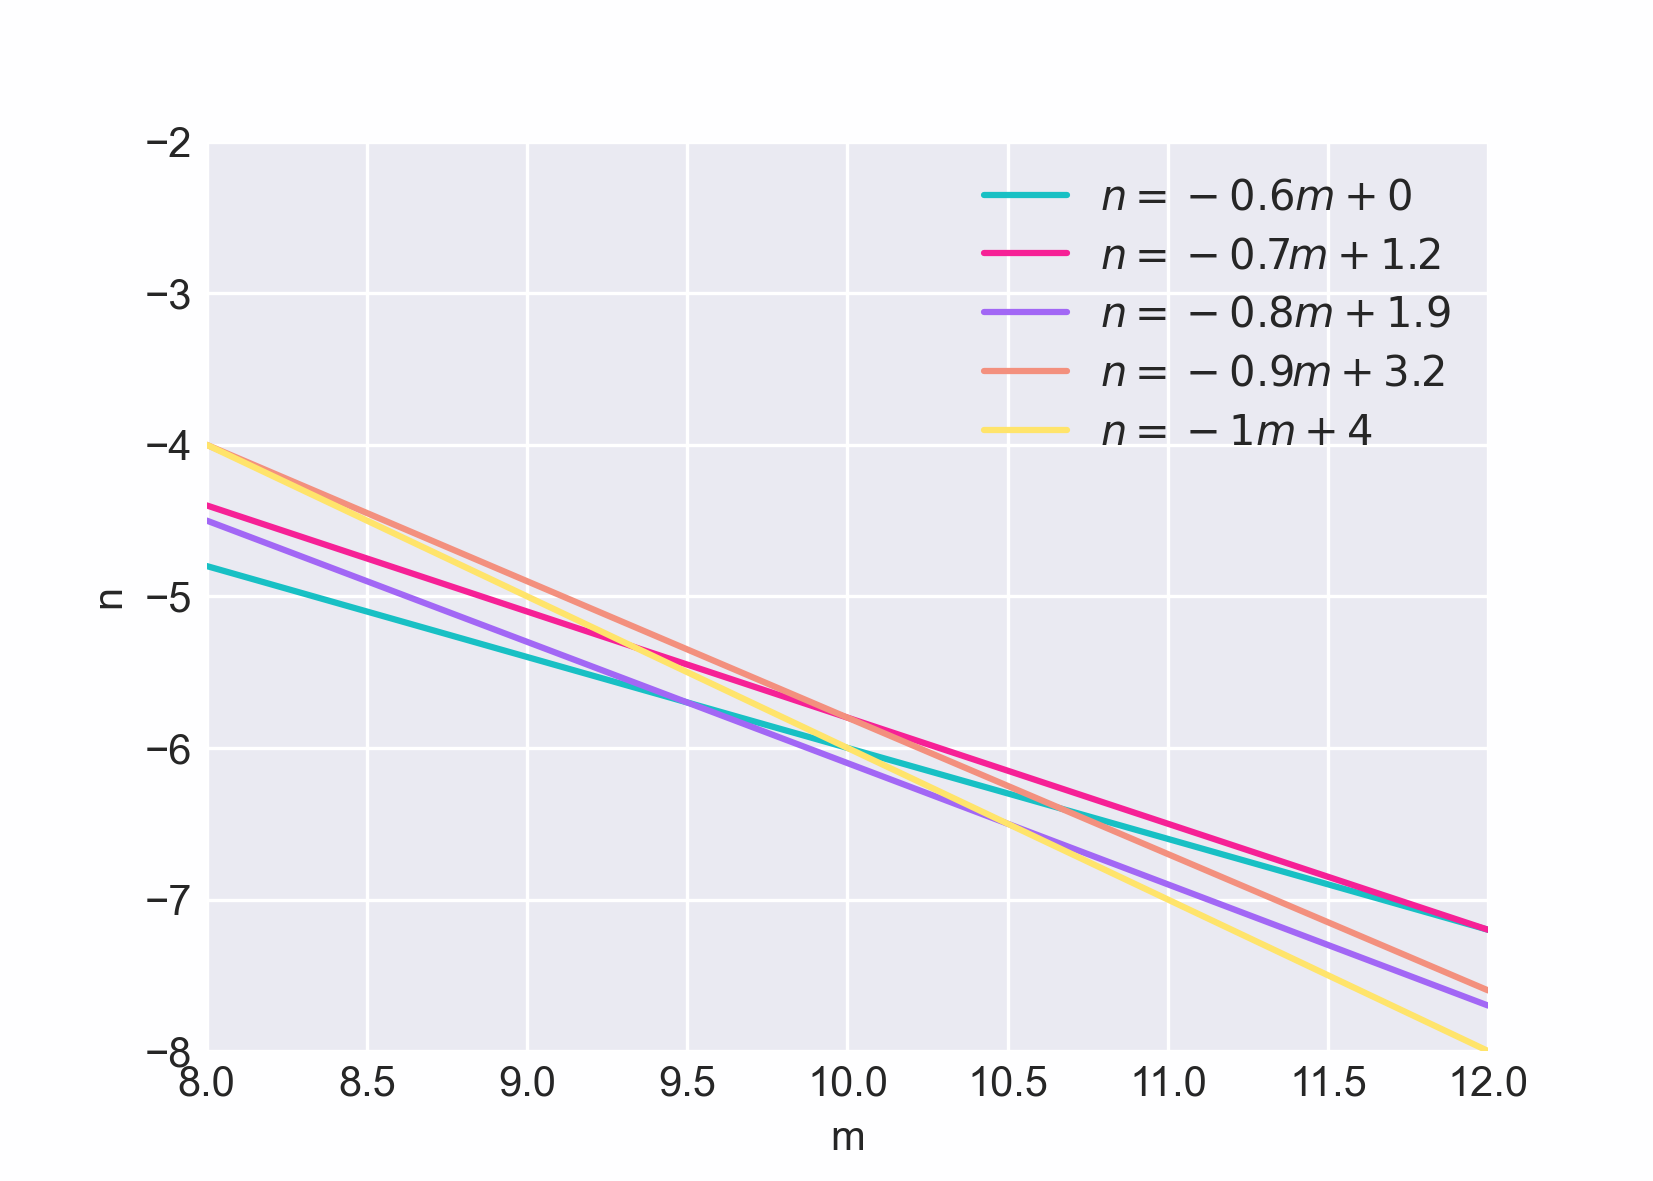 −2
−3
−4
−5
−6
−7
−8
n
n = − 0.6m + 0
n = − 0.7m + 1.2
n = − 0.8m + 1.9
n = − 0.9m + 3.2
n = − 1m + 4
8.0 8.5 9.0 9.5 10.0 10.5 11.0 11.5 12.0
m